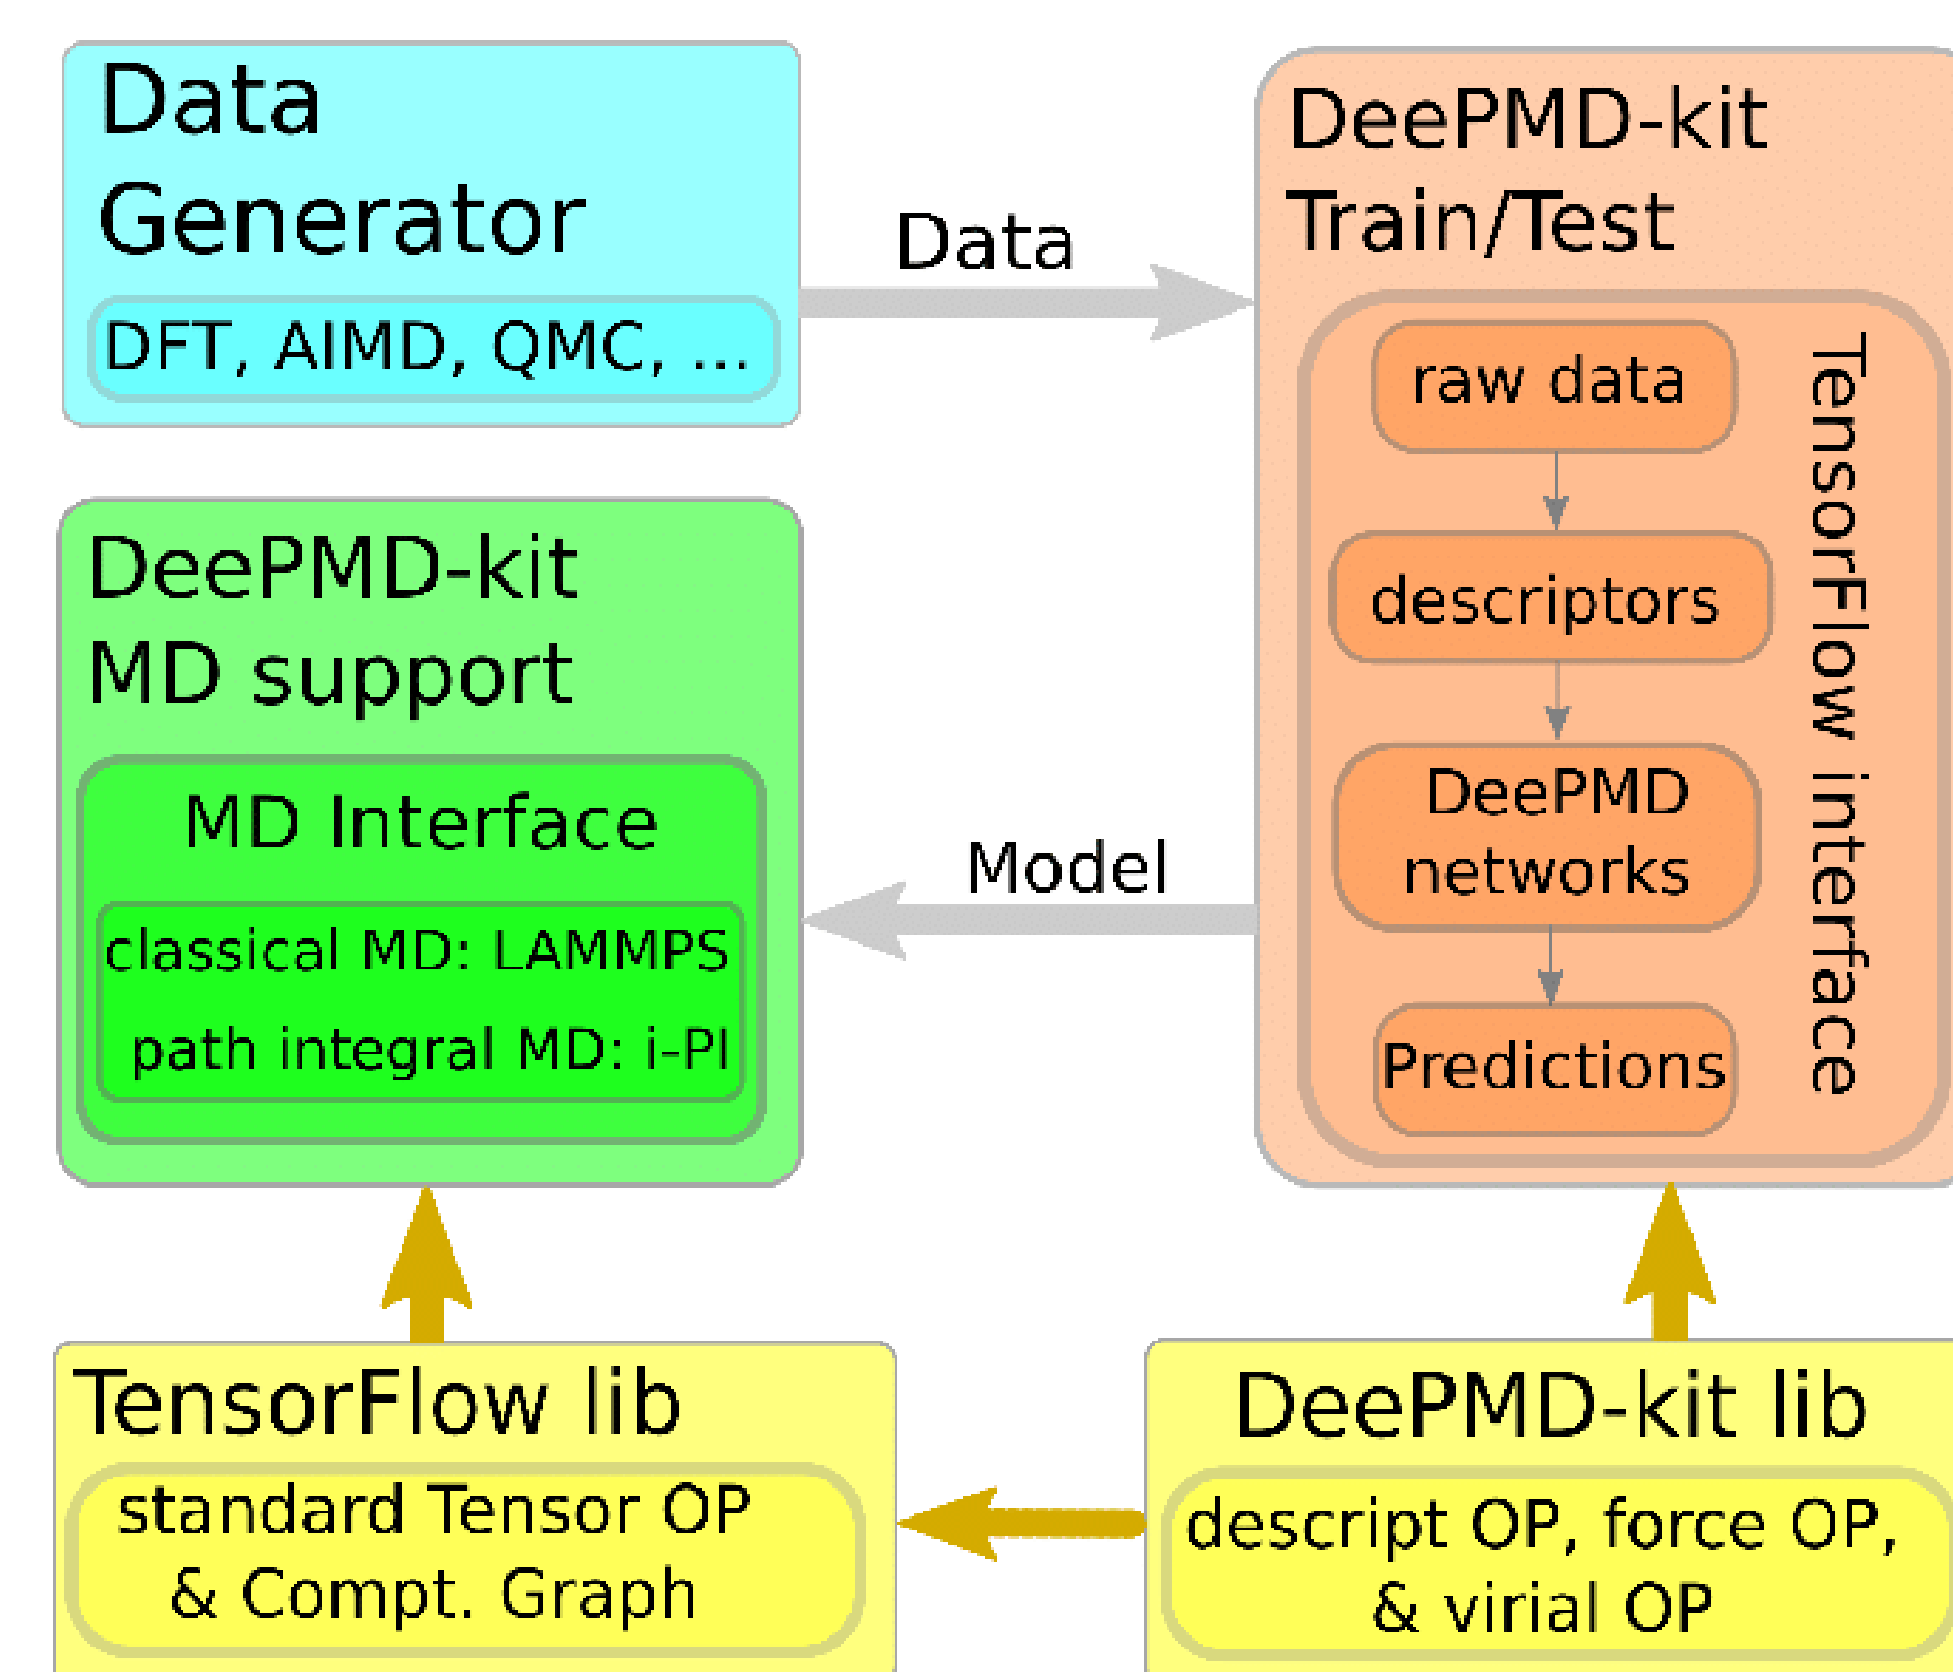 Data
Generator
DFT, AIMD, QMC, ...
Data
DeePMD-kit
Train/Test
raw data
descriptors
DeePMD
networks
Predictions
TensorFlow interface
Model
DeePMD-kit
MD support
MD Interface
classical MD: LAMMPS
path integral MD: i-PI
TensorFlow lib
standard Tensor OP
& Compt. Graph
DeePMD-kit lib
descript OP, force OP,
& virial OP